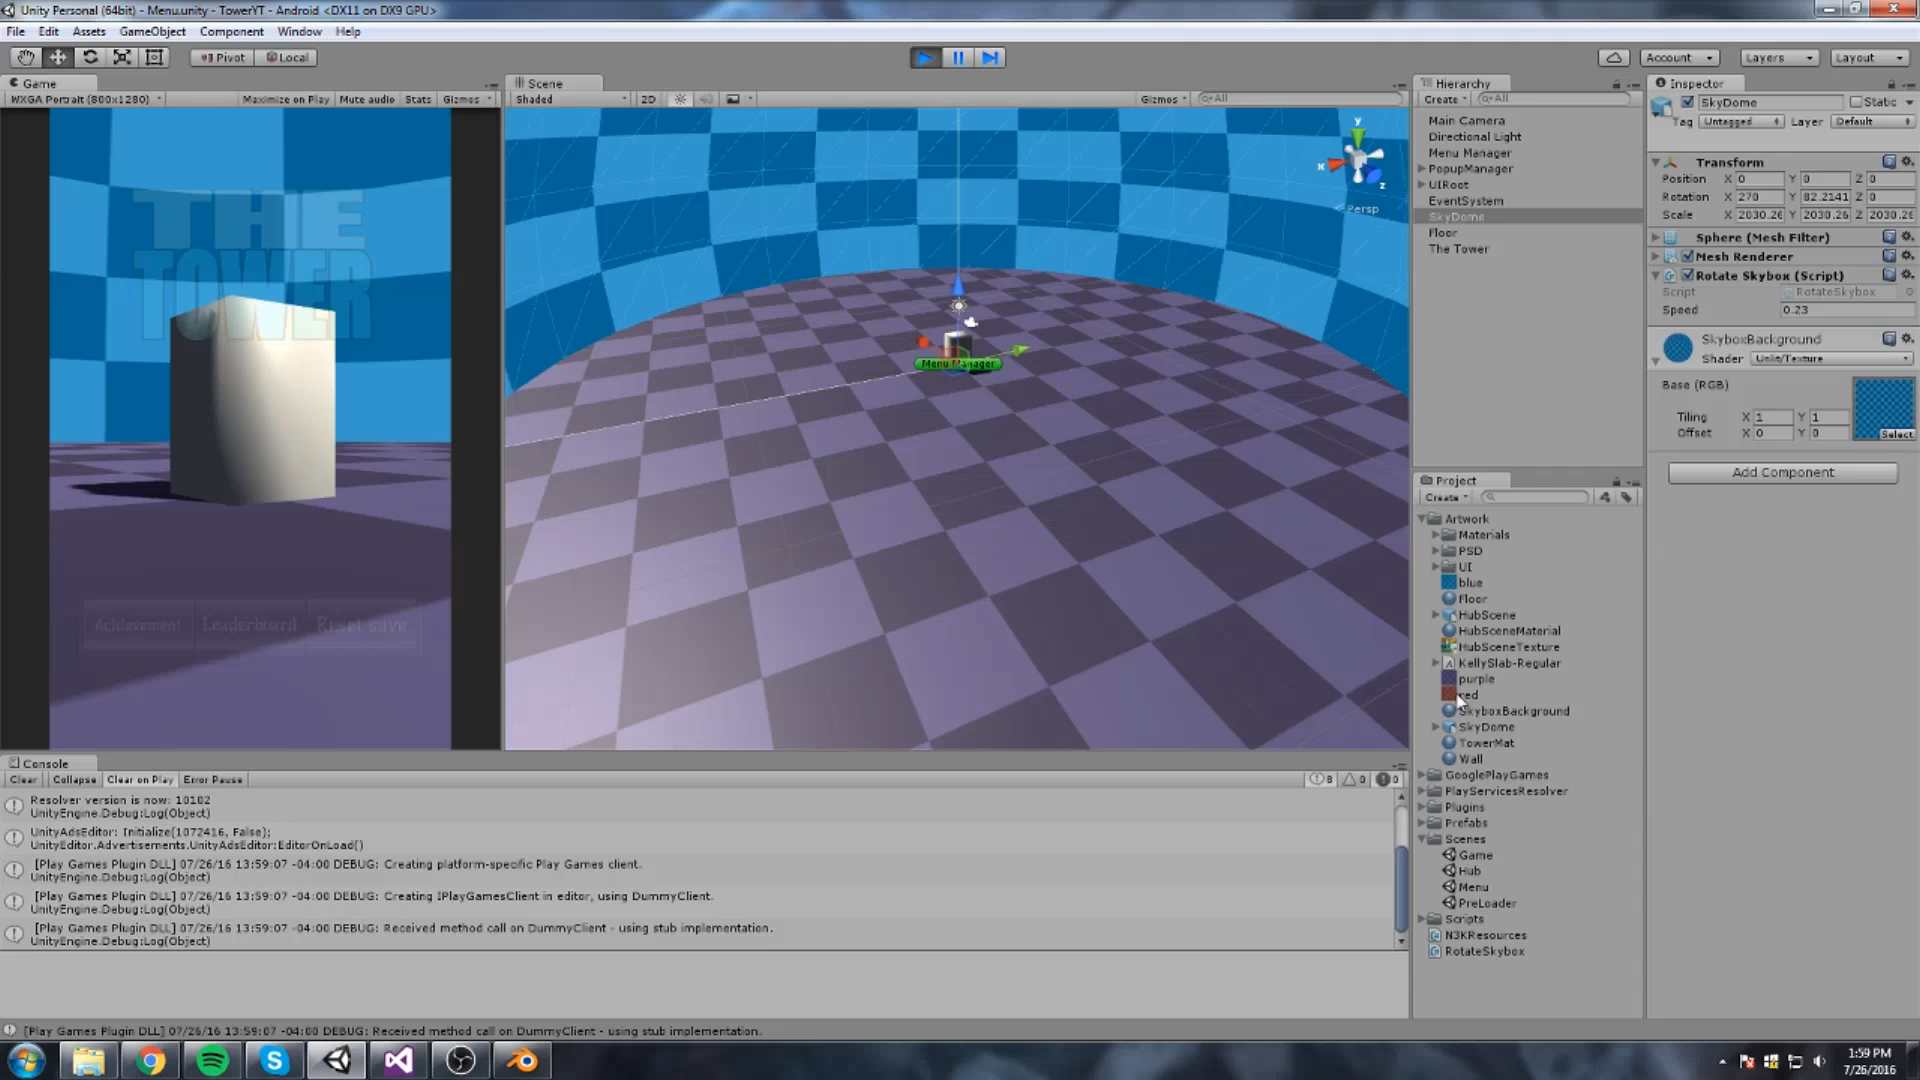 Unity Personal (64bit) - Menu.unity - TowerYT - Android <DX11 on DX9 GPU>
File Edit Assets GameObject Component Window Help
Pivot Local Account Layers Layout
Game
WXGA Portrait (800x1280) Maximize on Play Mute audio Stats Gizmos
THE
TOWER
Achievement Leaderboard Reset save
Scene
Shaded 2D Gizmos All
y
x
z
Persp
Menu Manager
Hierarchy
Create All
Main Camera
Directional Light
Menu Manager
PopupManager
UIRoot
EventSystem
SkyDome
Floor
The Tower
Project
Create
Artwork
Materials
PSD
UI
blue
Floor
HubScene
HubSceneMaterial
HubSceneTexture
KellySlab-Regular
purple
red
SkyboxBackground
SkyDome
TowerMat
Wall
GooglePlayGames
PlayServicesResolver
Plugins
Prefabs
Scenes
Game
Hub
Menu
PreLoader
Scripts
N3KResources
RotateSkybox
Inspector
SkyDome Static
Tag Untagged Layer Default
Transform
Position X 0 Y 0 Z 0
Rotation X 270 Y 82.2141 Z 0
Scale X 2030.26 Y 2030.26 Z 2030.26
Sphere (Mesh Filter)
Mesh Renderer
Rotate Skybox (Script)
Script RotateSkybox
Speed 0.23
SkyboxBackground
Shader Unlit/Texture
Base (RGB)
Tiling X 1 Y 1
Offset X 0 Y 0
Select
Add Component
Console
Clear Collapse Clear on Play Error Pause 8 0 0
Resolver version is now: 10102
UnityEngine.Debug:Log(Object)
UnityAdsEditor: Initialize(1072416, False);
UnityEditor.Advertisements.UnityAdsEditor:EditorOnLoad()
[Play Games Plugin DLL] 07/26/16 13:59:07 -04:00 DEBUG: Creating platform-specific Play Games client.
UnityEngine.Debug:Log(Object)
[Play Games Plugin DLL] 07/26/16 13:59:07 -04:00 DEBUG: Creating IPlayGamesClient in editor, using DummyClient.
UnityEngine.Debug:Log(Object)
[Play Games Plugin DLL] 07/26/16 13:59:07 -04:00 DEBUG: Received method call on DummyClient - using stub implementation.
UnityEngine.Debug:Log(Object)
[Play Games Plugin DLL] 07/26/16 13:59:07 -04:00 DEBUG: Received method call on DummyClient - using stub implementation.
1:59 PM
7/26/2016